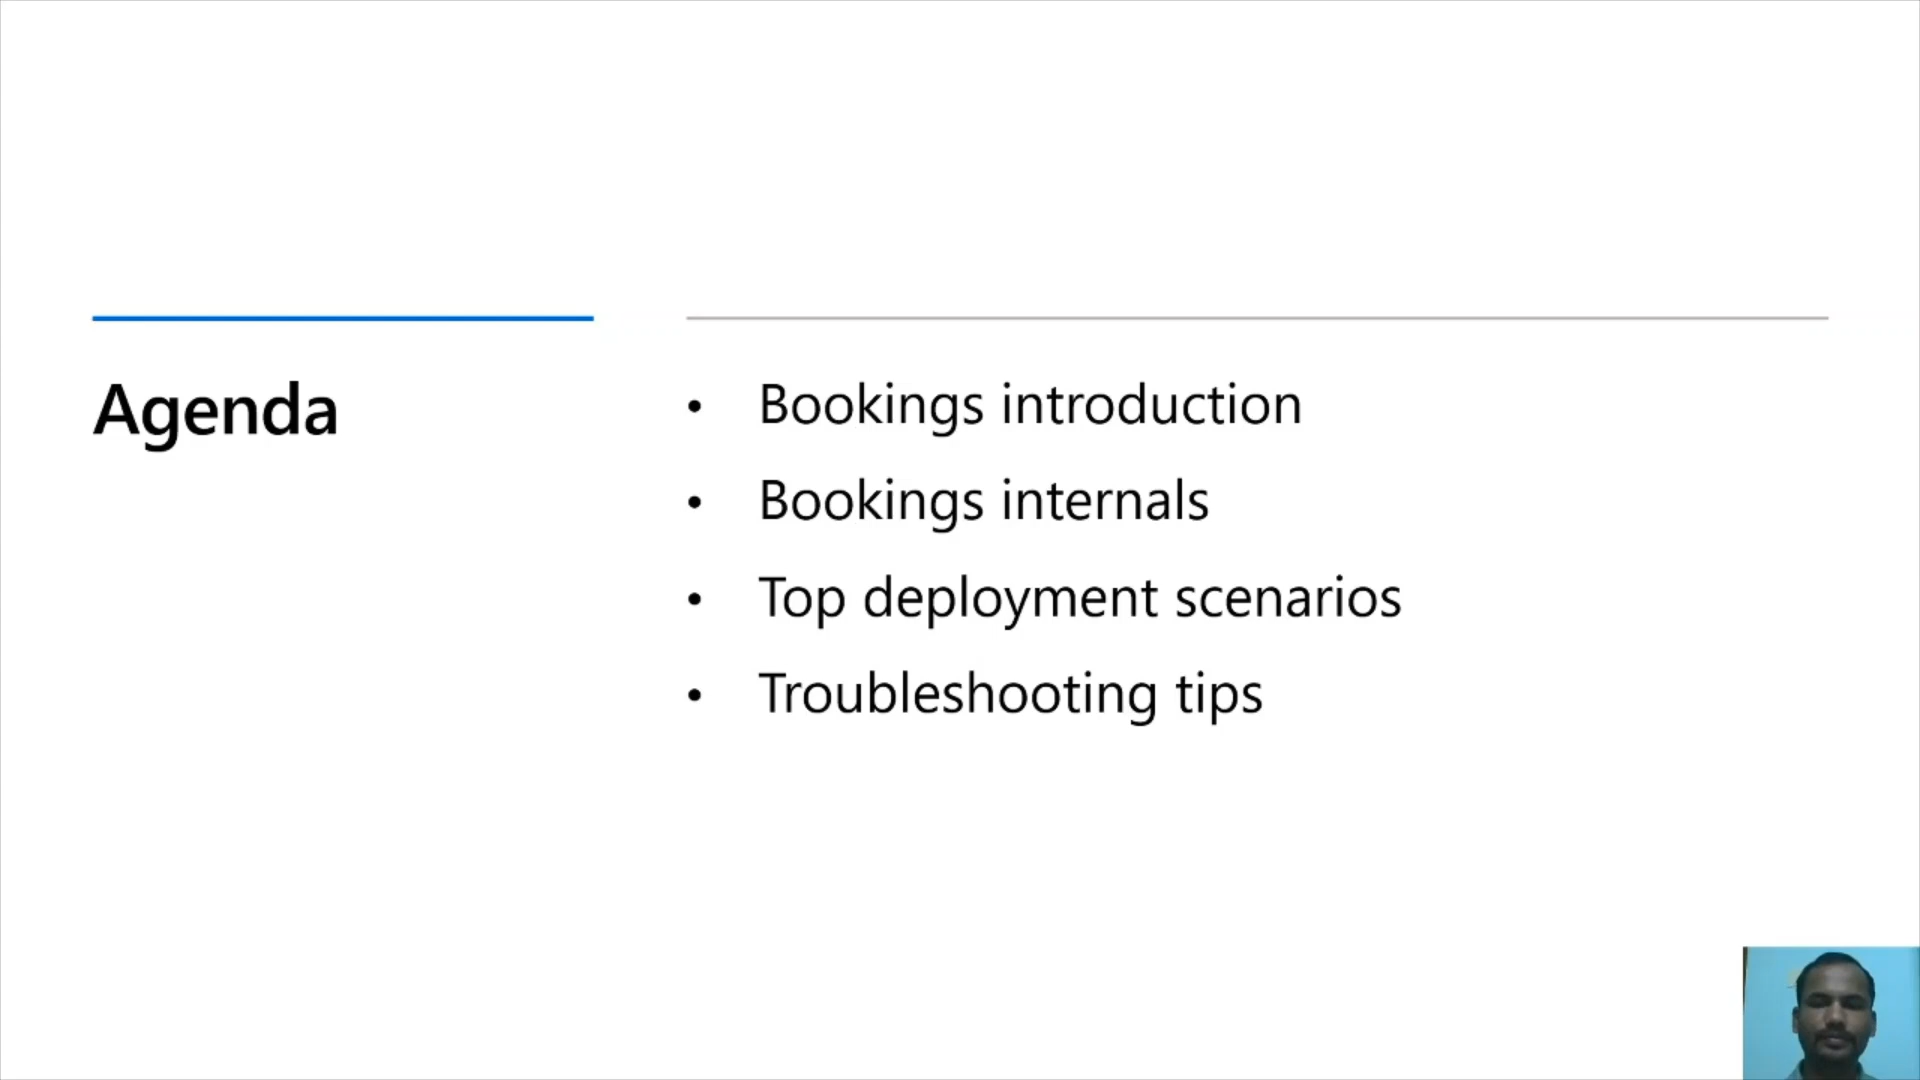 Agenda
• Bookings introduction
• Bookings internals
• Top deployment scenarios
• Troubleshooting tips